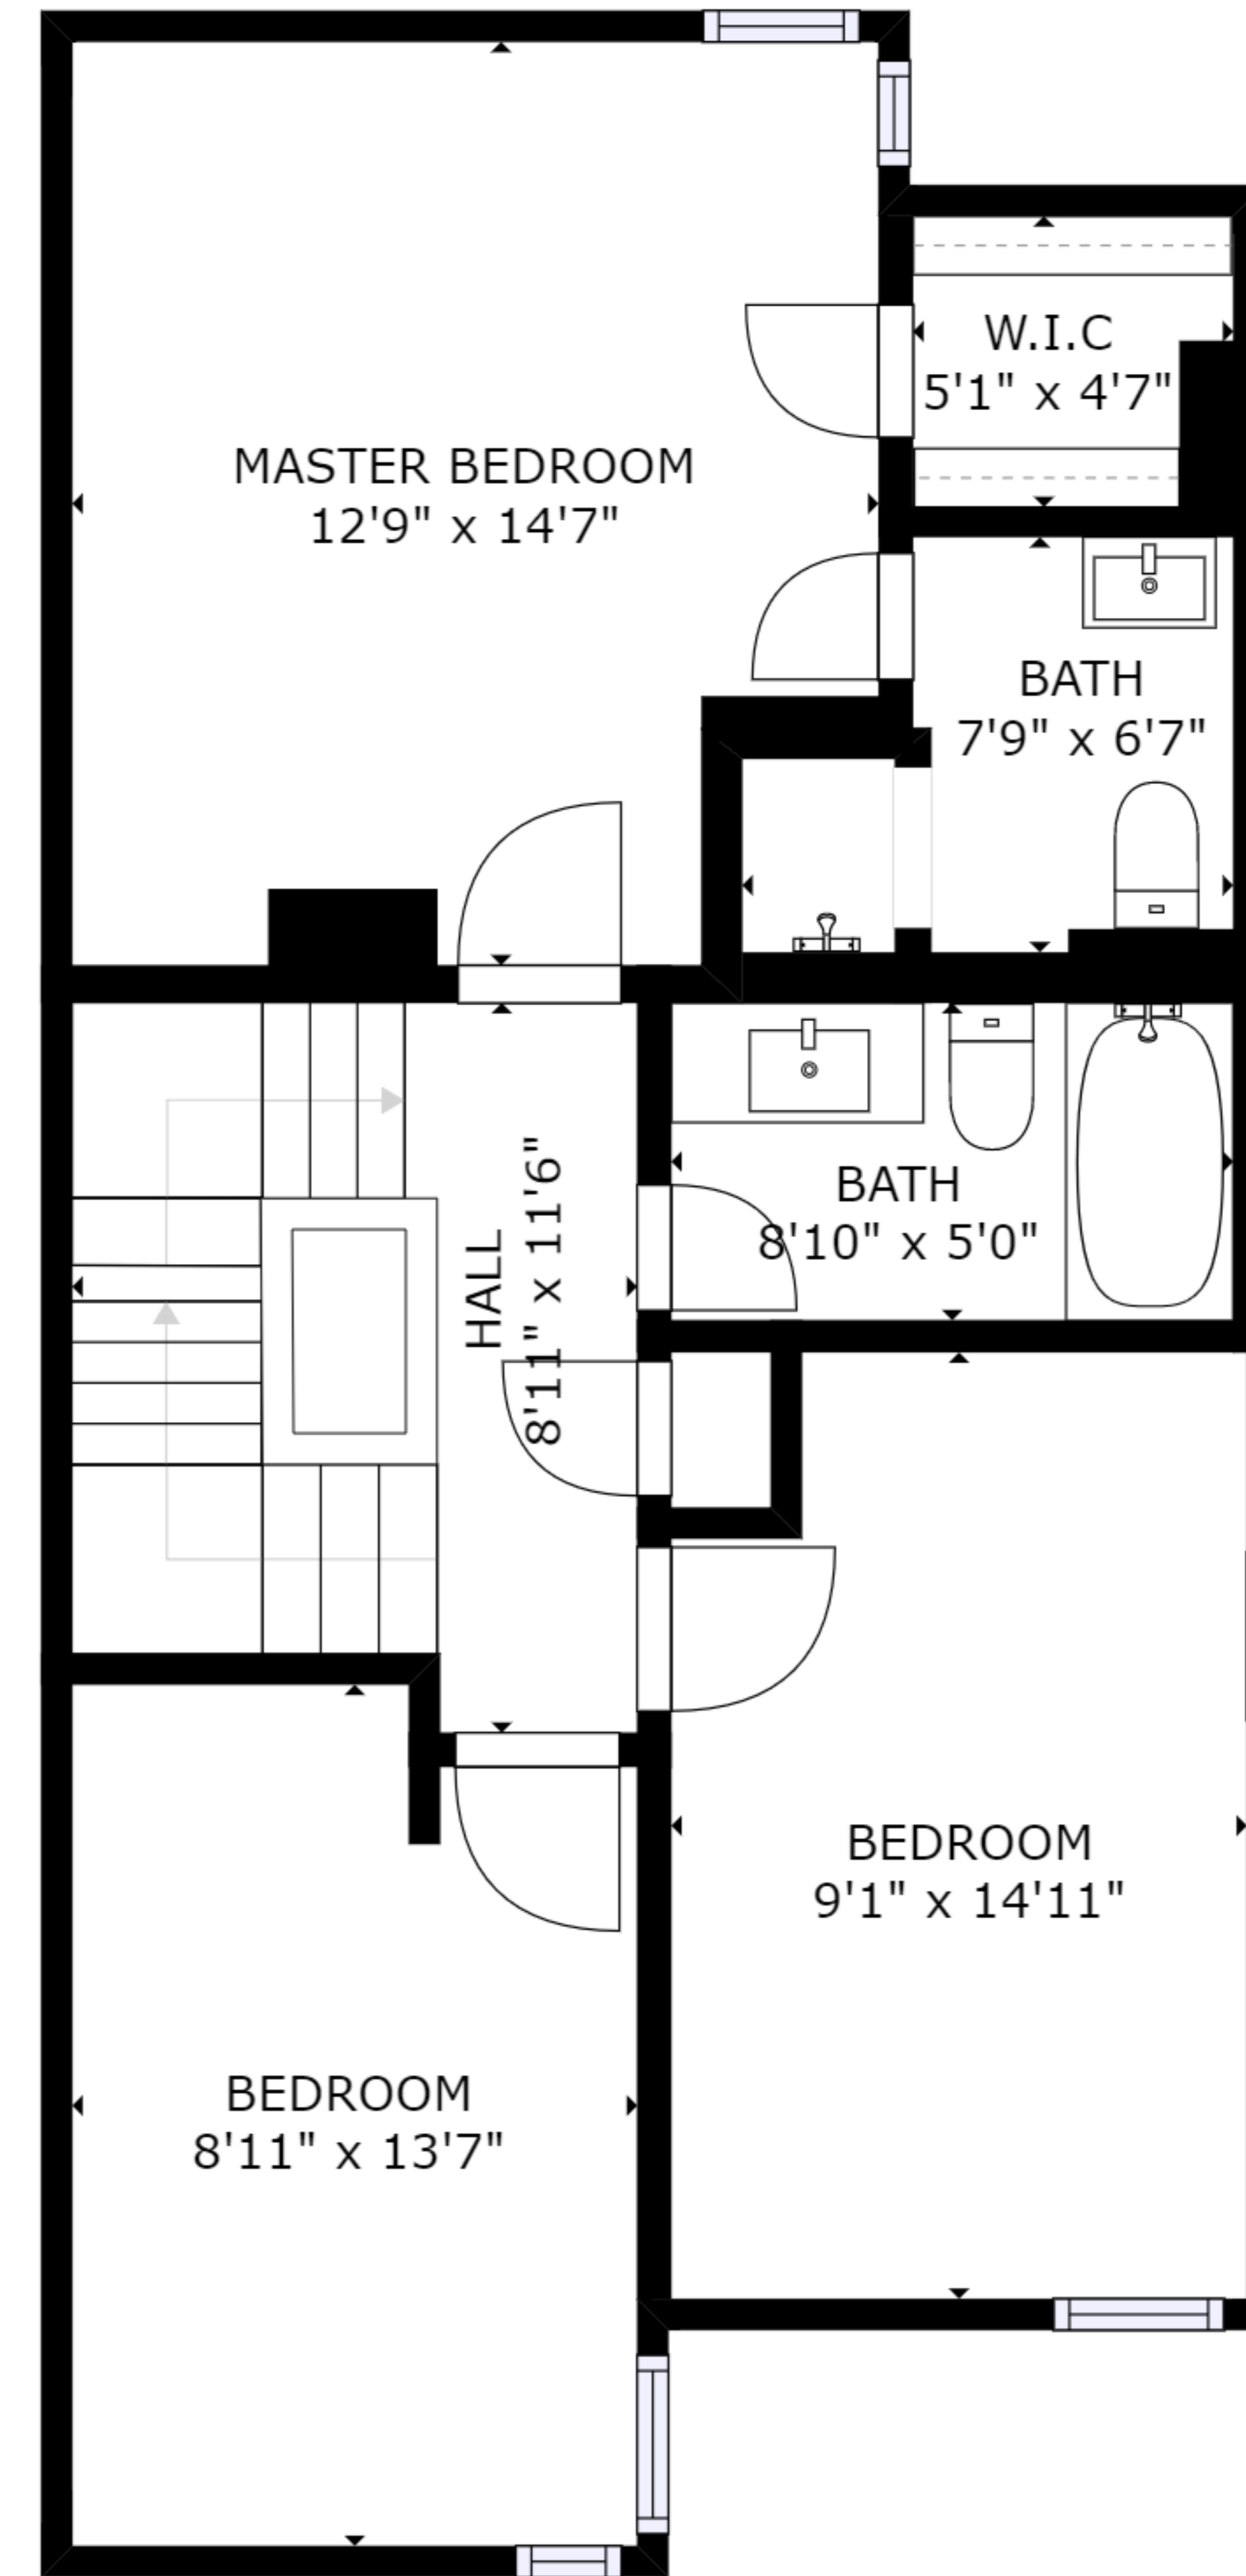 W.I.C
5'1" x 4'7"
MASTER BEDROOM
12'9" x 14'7"
BATH
7'9" x 6'7"
BATH
8'10" x 5'0"
HALL
8'11" x 11'6"
BEDROOM
9'1" x 14'11"
BEDROOM
8'11" x 13'7"